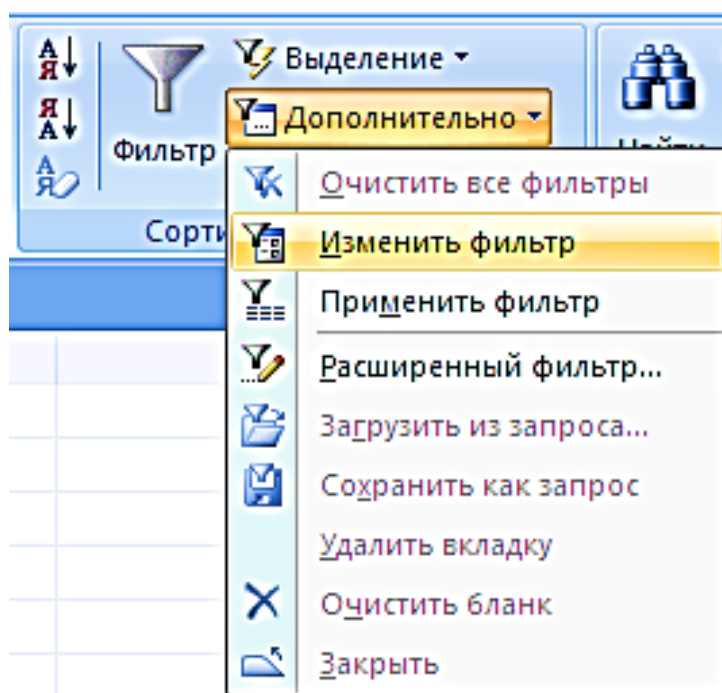 Выделение
Дополнительно
Фильтр
Очистить все фильтры
Изменить фильтр
Применить фильтр
Расширенный фильтр...
Загрузить из запроса...
Сохранить как запрос
Удалить вкладку
Очистить бланк
Закрыть
Сорти